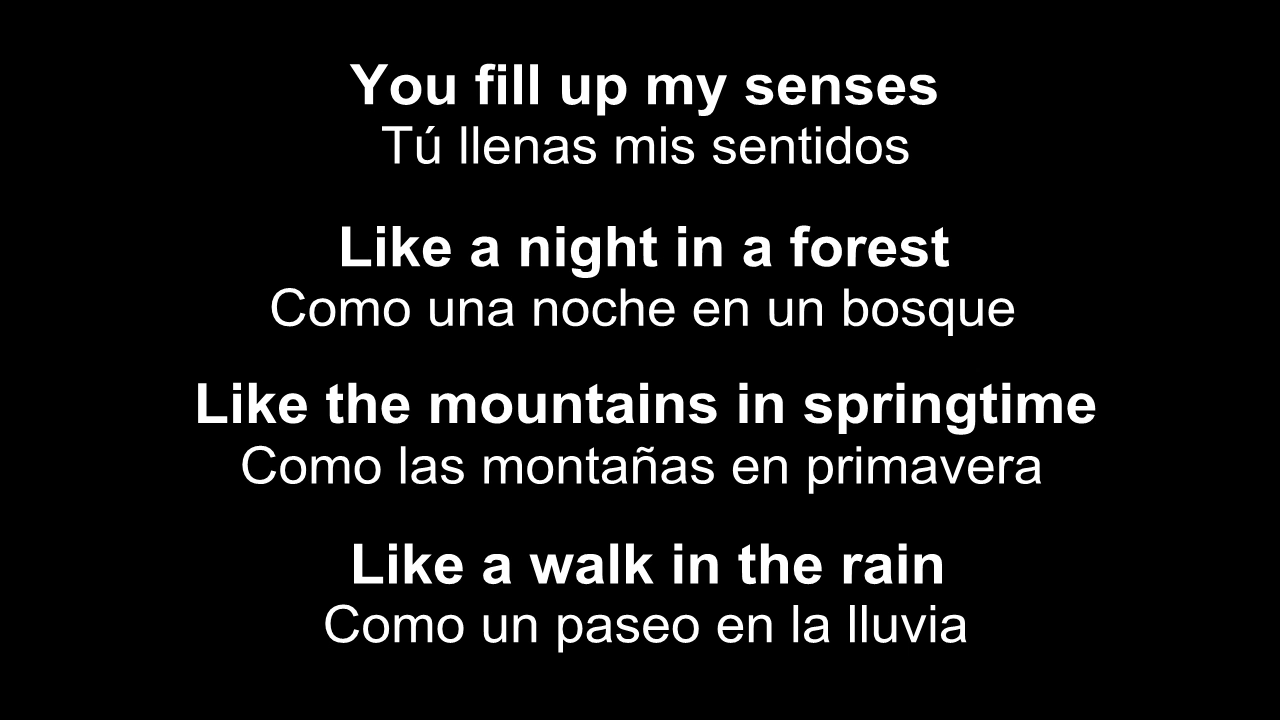 You fill up my senses
Tú llenas mis sentidos
Like a night in a forest
Como una noche en un bosque
Like the mountains in springtime
Como las montañas en primavera
Like a walk in the rain
Como un paseo en la lluvia